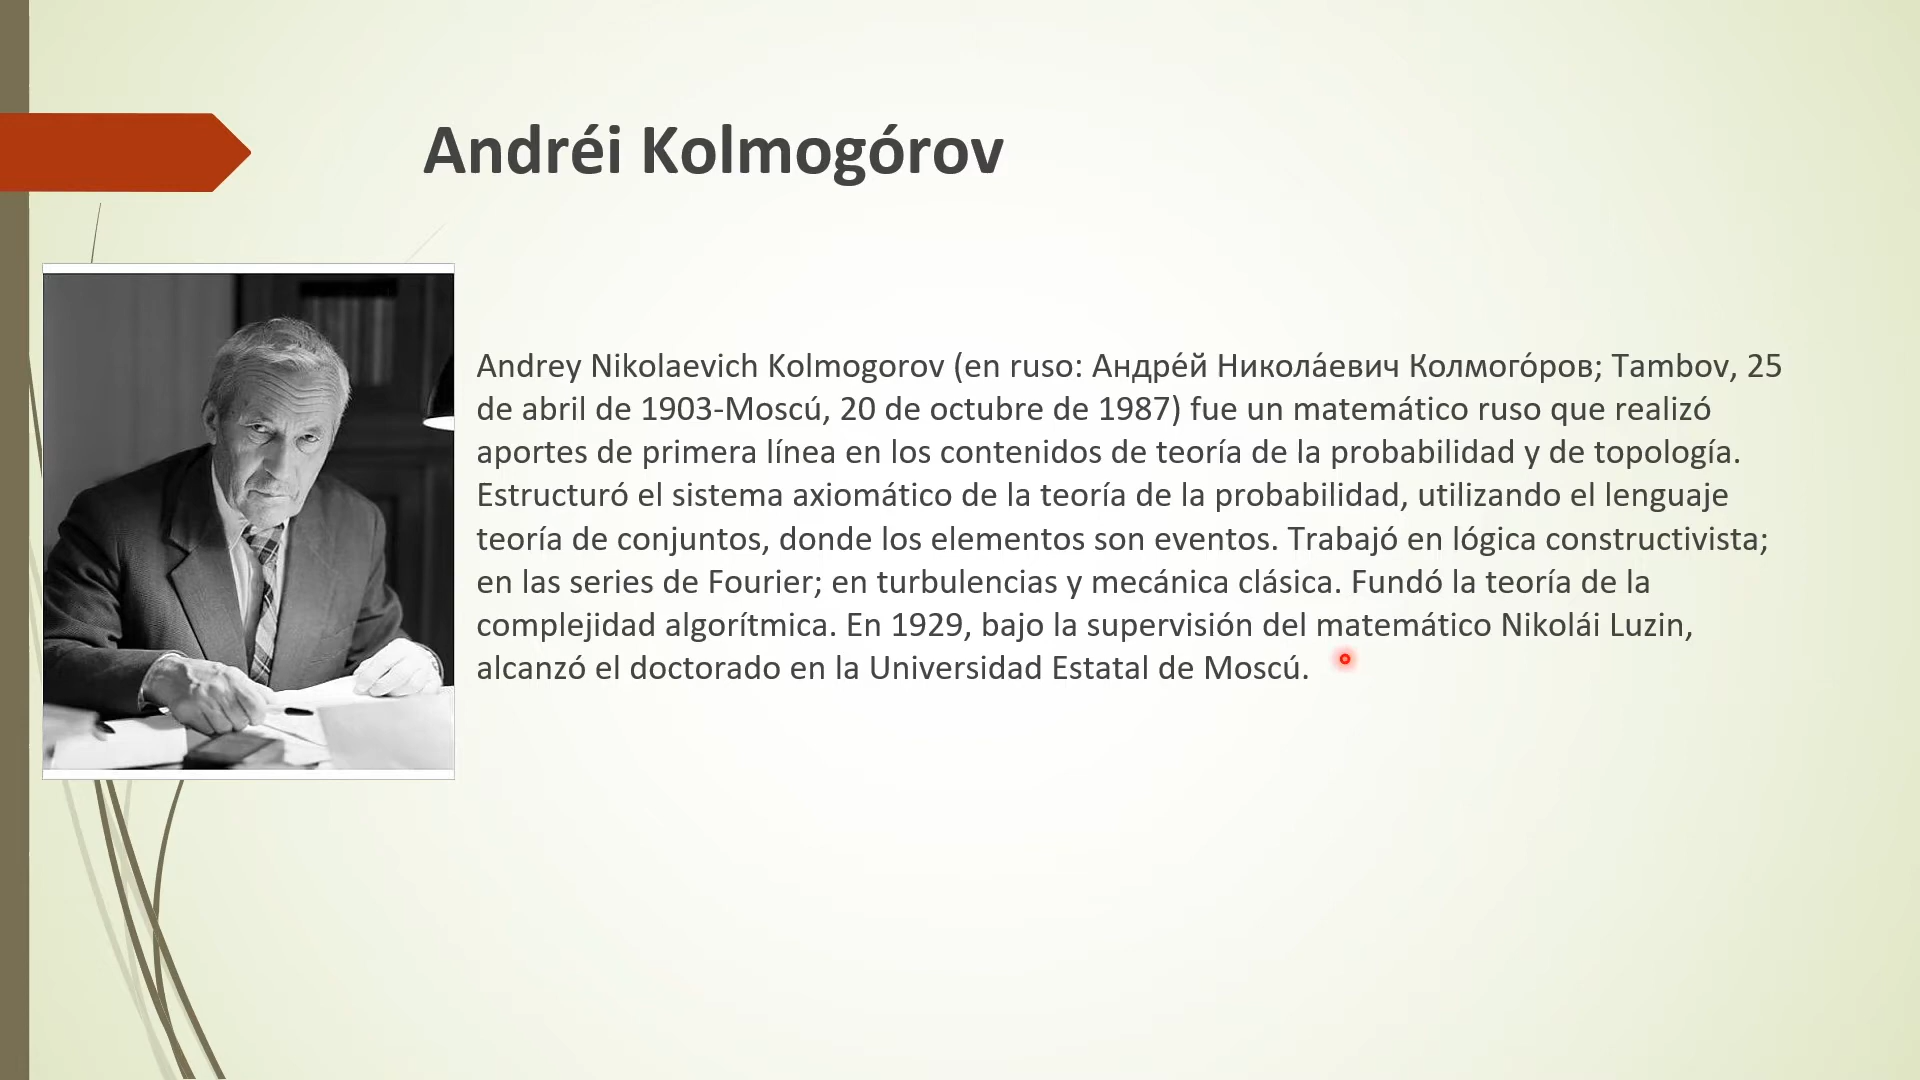 Andréi Kolmogórov
Andrey Nikolaevich Kolmogorov (en ruso: Андре́й Никола́евич Колмого́ров; Tambov, 25
de abril de 1903-Moscú, 20 de octubre de 1987) fue un matemático ruso que realizó
aportes de primera línea en los contenidos de teoría de la probabilidad y de topología.
Estructuró el sistema axiomático de la teoría de la probabilidad, utilizando el lenguaje
teoría de conjuntos, donde los elementos son eventos. Trabajó en lógica constructivista;
en las series de Fourier; en turbulencias y mecánica clásica. Fundó la teoría de la
complejidad algorítmica. En 1929, bajo la supervisión del matemático Nikolái Luzin,
alcanzó el doctorado en la Universidad Estatal de Moscú.